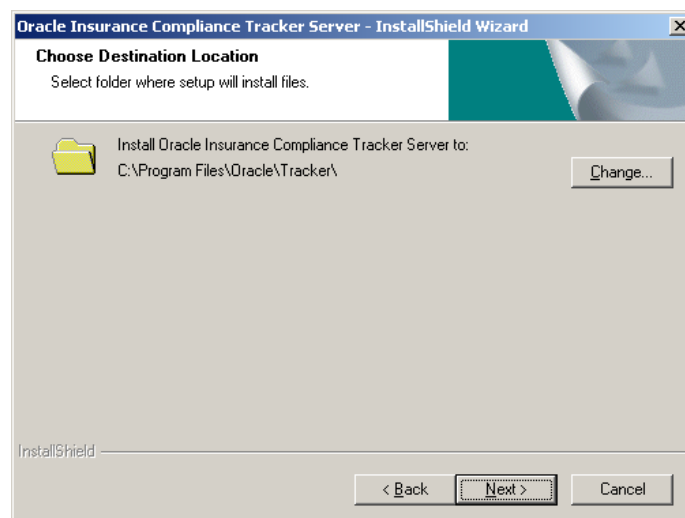 Oracle Insurance Compliance Tracker Server - InstallShield Wizard
Choose Destination Location
Select folder where setup will install files.
Install Oracle Insurance Compliance Tracker Server to:
C:\Program Files\Oracle\Tracker\
Change...
InstallShield
< Back
Next >
Cancel